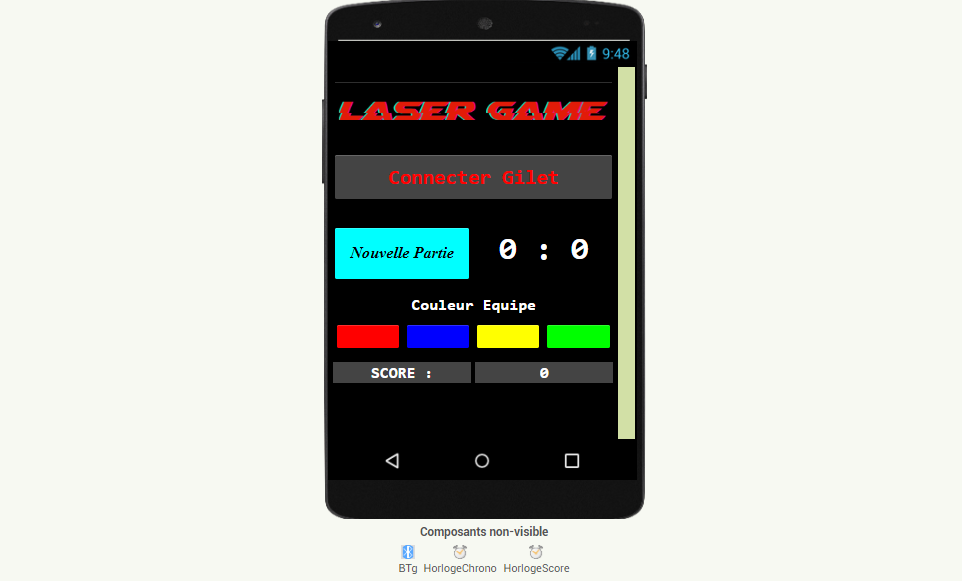 9:48
LASER GAME
Connecter Gilet
Nouvelle Partie 0 : 0
Couleur Equipe
SCORE : 0
Composants non-visible
BTg HorlogeChrono HorlogeScore